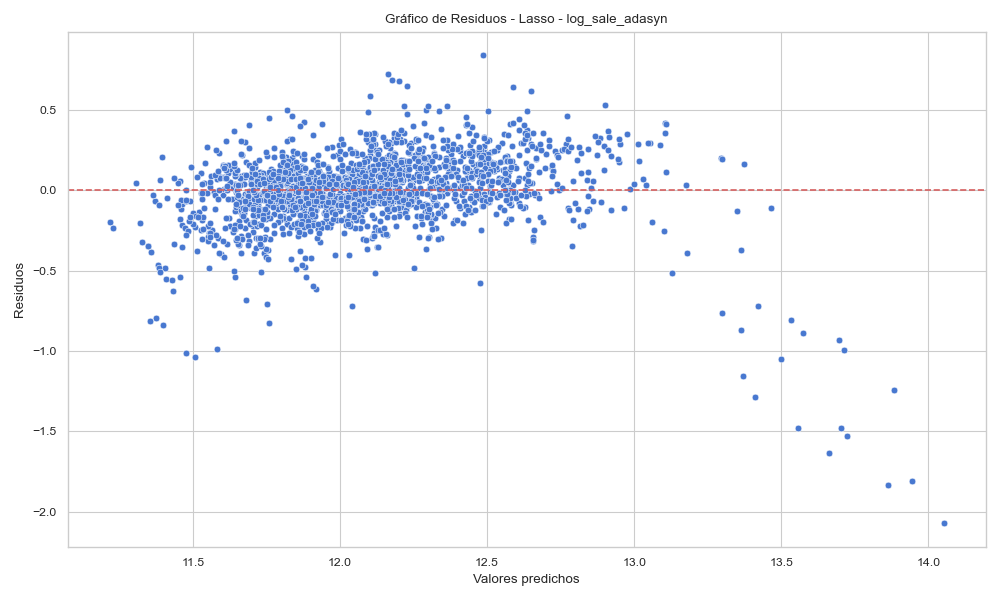 Gráfico de Residuos - Lasso - log_sale_adasyn
Residuos
0.5
0.0
−0.5
−1.0
−1.5
−2.0
11.5 12.0 12.5 13.0 13.5 14.0
Valores predichos